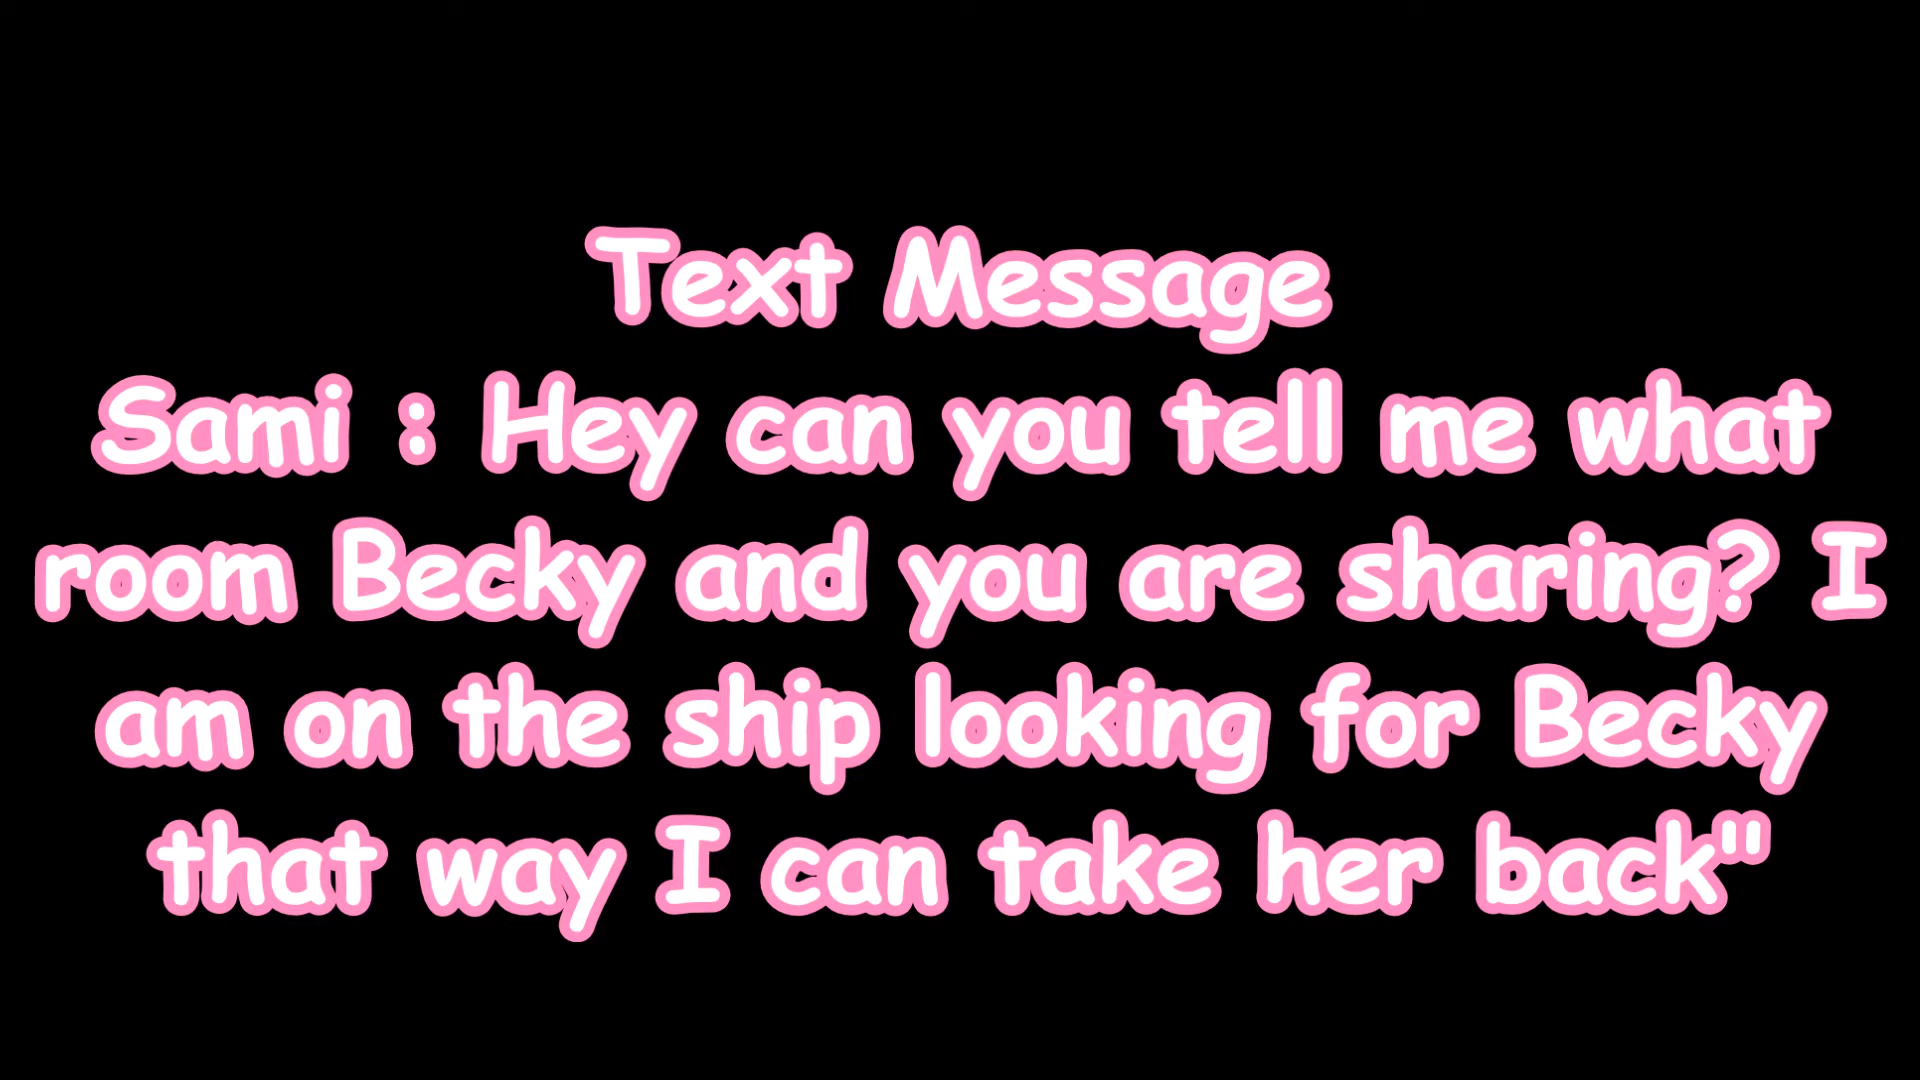 Text Message
Sami : Hey can you tell me what
room Becky and you are sharing? I
am on the ship looking for Becky
that way I can take her back"